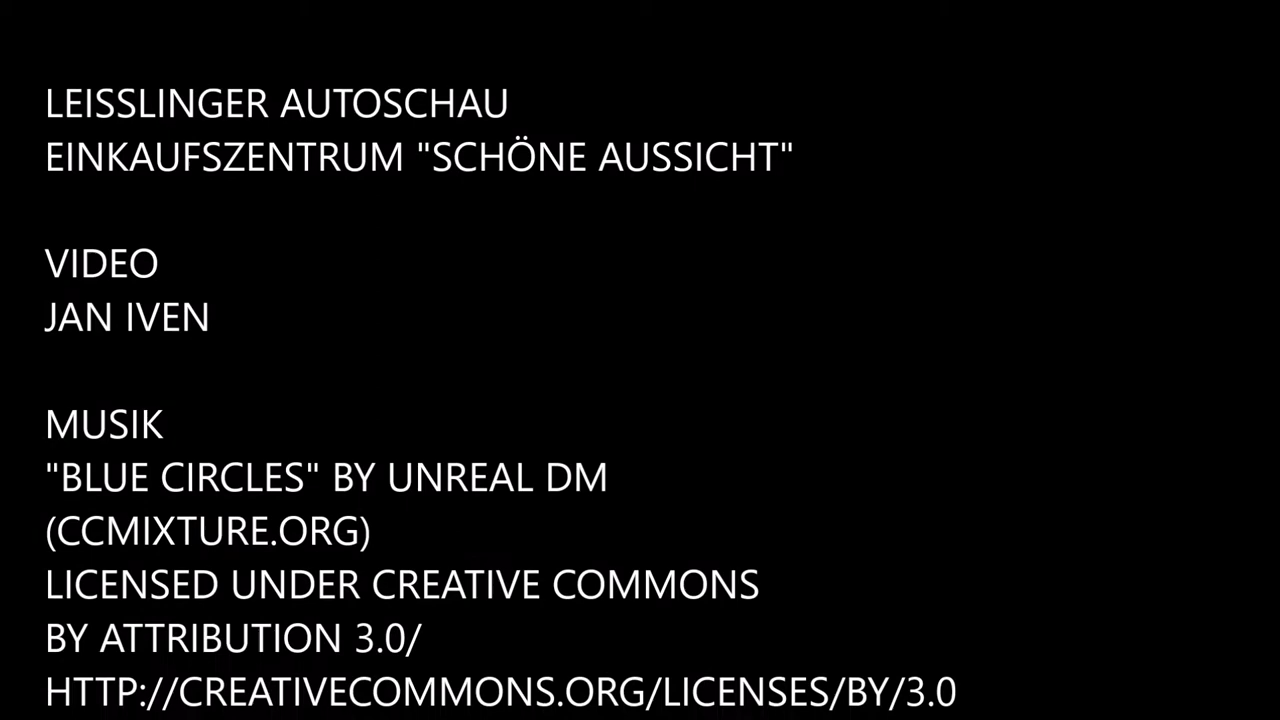 LEISSLINGER AUTOSCHAU
EINKAUFSZENTRUM "SCHÖNE AUSSICHT"
VIDEO
JAN IVEN
MUSIK
"BLUE CIRCLES" BY UNREAL DM
(CCMIXTURE.ORG)
LICENSED UNDER CREATIVE COMMONS
BY ATTRIBUTION 3.0/
HTTP://CREATIVECOMMONS.ORG/LICENSES/BY/3.0